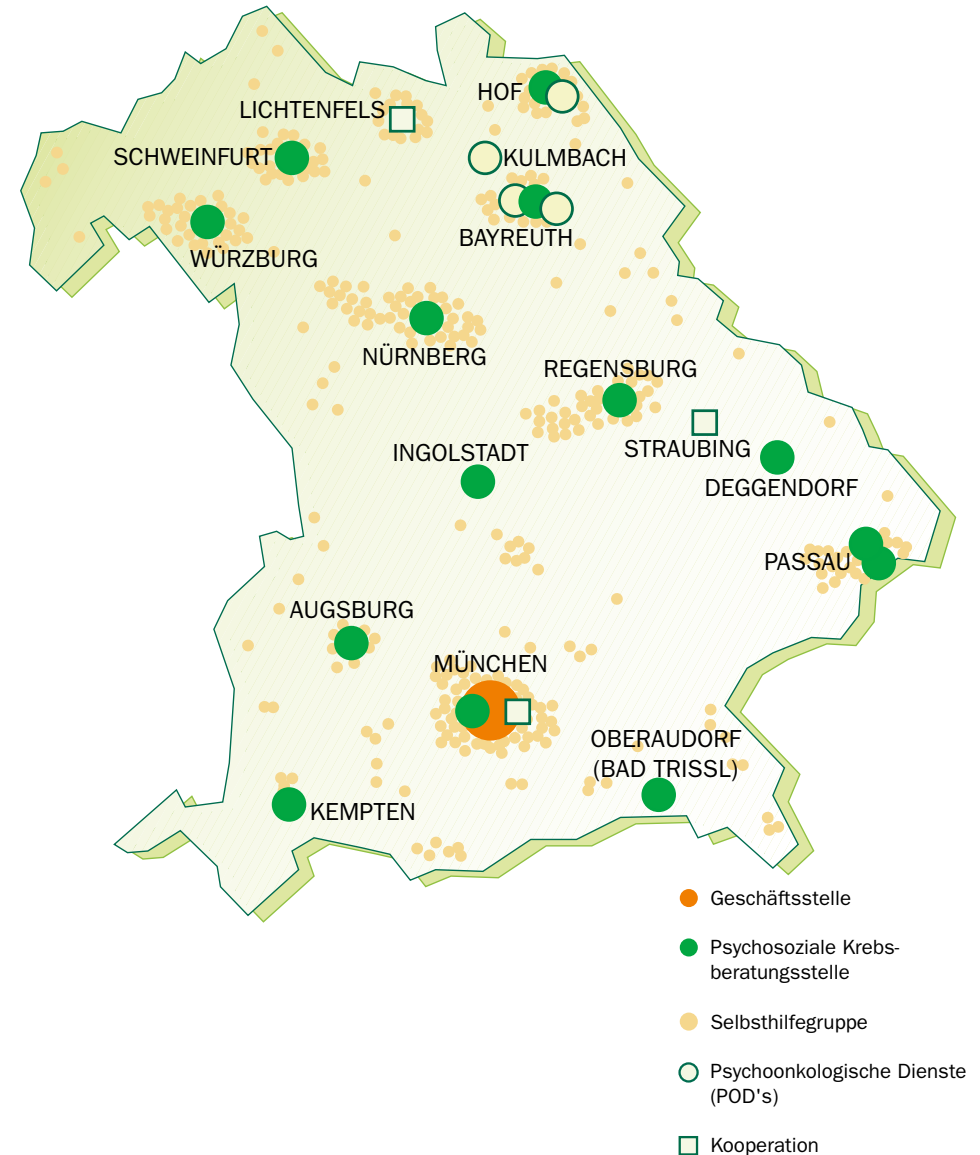 HOF
LICHTENFELS
SCHWEINFURT
KULMBACH
BAYREUTH
WÜRZBURG
NÜRNBERG
REGENSBURG
STRAUBING
INGOLSTADT
DEGGENDORF
PASSAU
AUGSBURG
MÜNCHEN
OBERAUDORF
(BAD TRISSL)
KEMPTEN
Geschäftsstelle
Psychosoziale Krebs-
beratungsstelle
Selbsthilfegruppe
Psychoonkologische Dienste
(POD's)
Kooperation